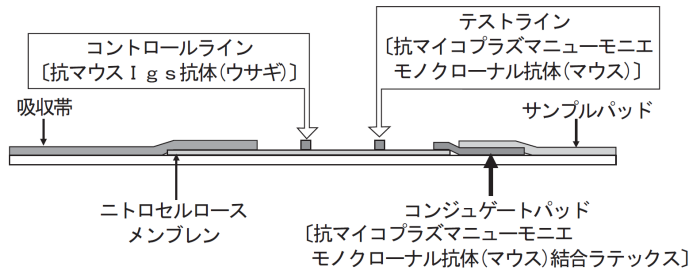 コントロールライン
〔抗マウスＩｇｓ抗体(ウサギ)〕
テストライン
〔抗マイコプラズマニューモニエ
モノクローナル抗体(マウス)〕
吸収帯
サンプルパッド
ニトロセルロース
メンブレン
コンジュゲートパッド
〔抗マイコプラズマニューモニエ
モノクローナル抗体(マウス)結合ラテックス〕